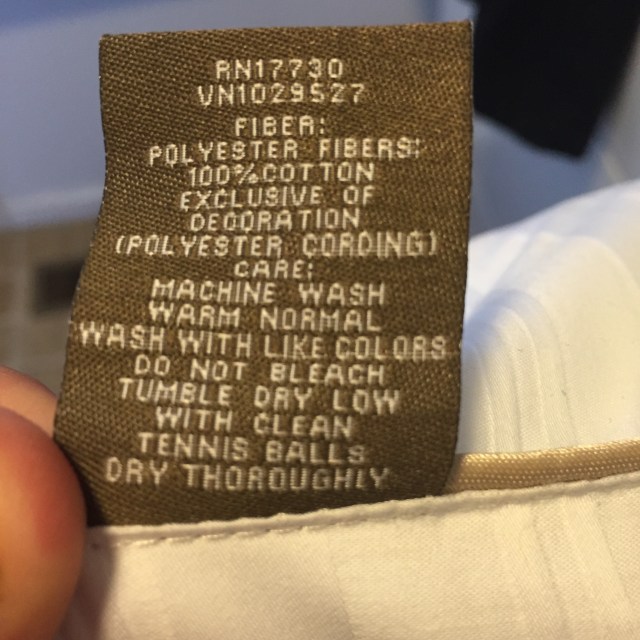 RN17730
VN1029527
FIBER:
POLYESTER FIBERS:
100%COTTON
EXCLUSIVE OF
DECORATION
(POLYESTER CORDING)
CARE:
MACHINE WASH
WARM NORMAL
WASH WITH LIKE COLORS
DO NOT BLEACH
TUMBLE DRY LOW
WITH CLEAN
TENNIS BALLS
DRY THOROUGHLY